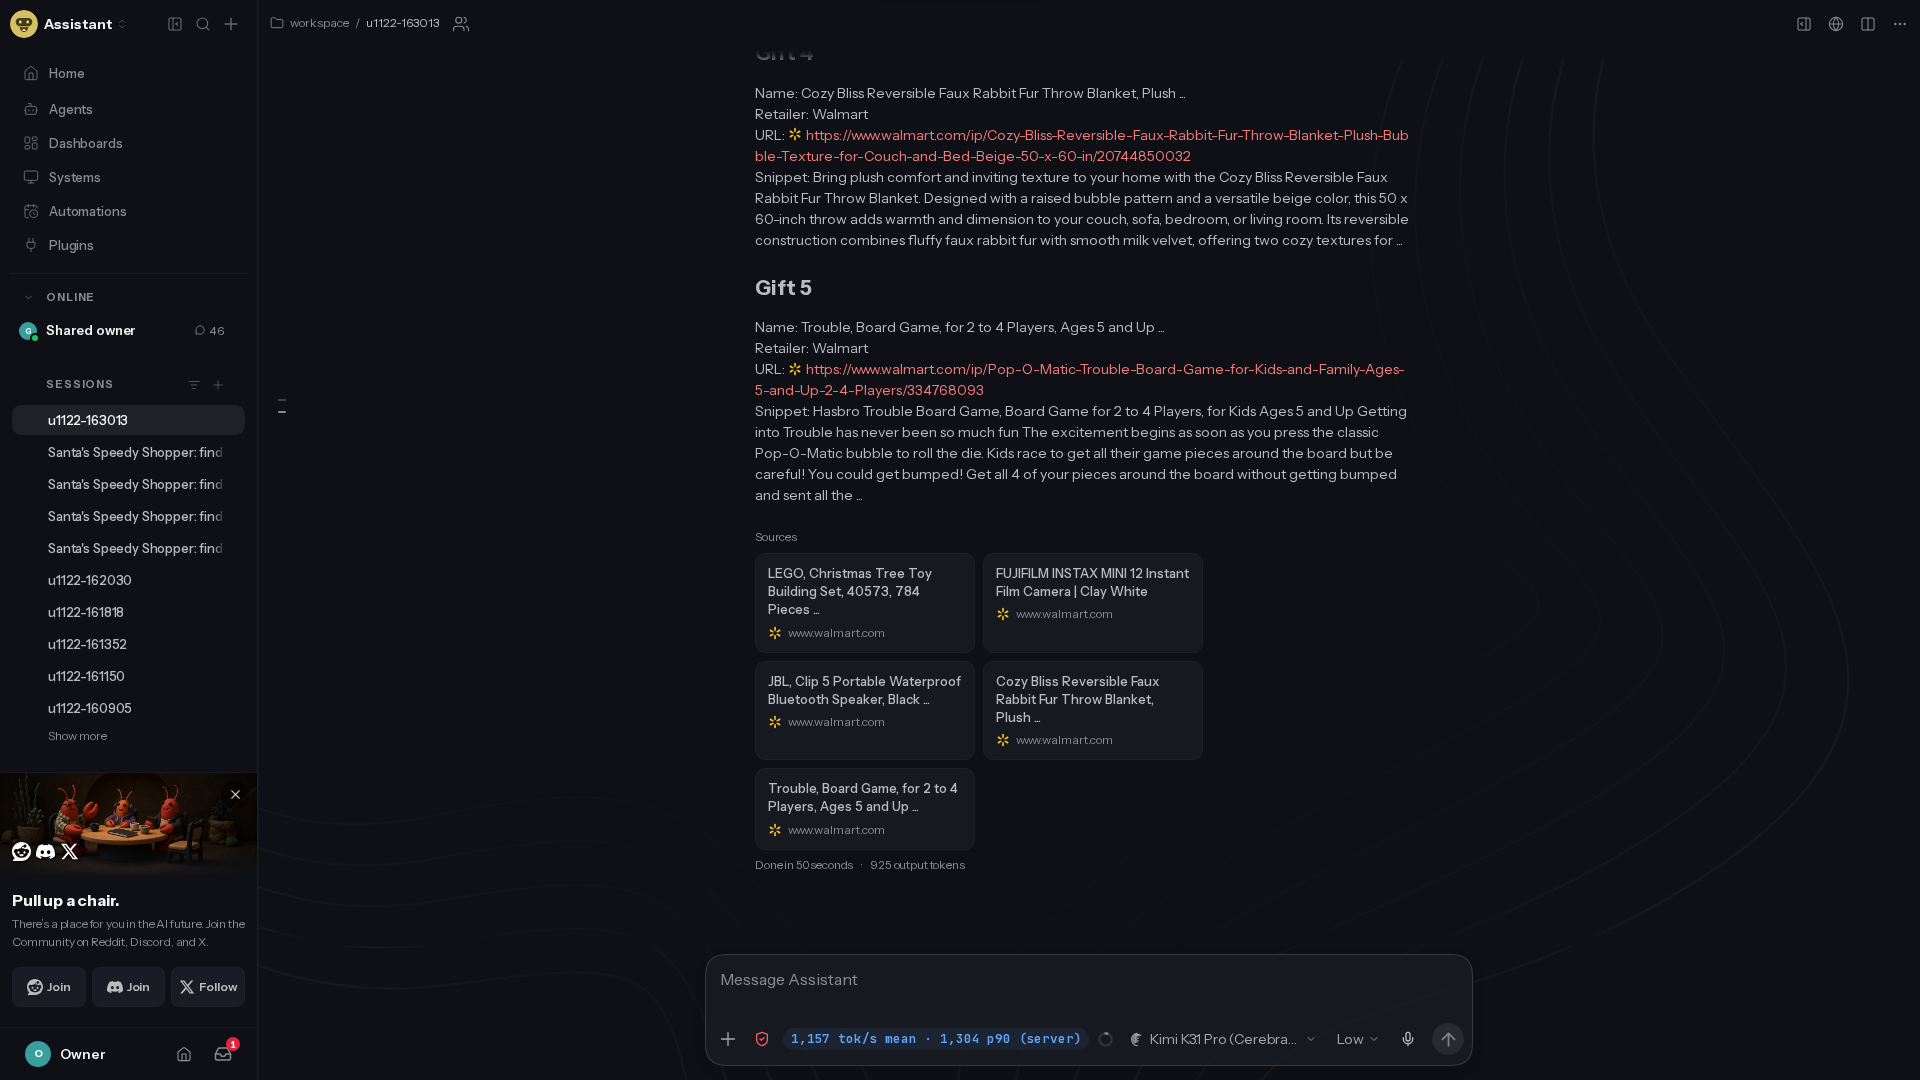 Assistant
Home
Agents
Dashboards
Systems
Automations
Plugins
ONLINE
G
Shared owner
46
SESSIONS
u1122-163013
Santa's Speedy Shopper: find
Santa's Speedy Shopper: find
Santa's Speedy Shopper: find
Santa's Speedy Shopper: find
u1122-162030
u1122-161818
u1122-161352
u1122-161150
u1122-160905
Show more
Pull up a chair.
There's a place for you in the AI future. Join the
Community on Reddit, Discord, and X.
Join
Join
Follow
O
Owner
1
workspace / u1122-163013
Gift 4
Name: Cozy Bliss Reversible Faux Rabbit Fur Throw Blanket, Plush ...
Retailer: Walmart
URL: https://www.walmart.com/ip/Cozy-Bliss-Reversible-Faux-Rabbit-Fur-Throw-Blanket-Plush-Bub
ble-Texture-for-Couch-and-Bed-Beige-50-x-60-in/20744850032
Snippet: Bring plush comfort and inviting texture to your home with the Cozy Bliss Reversible Faux
Rabbit Fur Throw Blanket. Designed with a raised bubble pattern and a versatile beige color, this 50 x
60-inch throw adds warmth and dimension to your couch, sofa, bedroom, or living room. Its reversible
construction combines fluffy faux rabbit fur with smooth milk velvet, offering two cozy textures for ...
Gift 5
Name: Trouble, Board Game, for 2 to 4 Players, Ages 5 and Up ...
Retailer: Walmart
URL: https://www.walmart.com/ip/Pop-O-Matic-Trouble-Board-Game-for-Kids-and-Family-Ages-
5-and-Up-2-4-Players/334768093
Snippet: Hasbro Trouble Board Game, Board Game for 2 to 4 Players, for Kids Ages 5 and Up Getting
into Trouble has never been so much fun The excitement begins as soon as you press the classic
Pop-O-Matic bubble to roll the die. Kids race to get all their game pieces around the board but be
careful! You could get bumped! Get all 4 of your pieces around the board without getting bumped
and sent all the ...
Sources
LEGO, Christmas Tree Toy
Building Set, 40573, 784
Pieces ...
www.walmart.com
FUJIFILM INSTAX MINI 12 Instant
Film Camera | Clay White
www.walmart.com
JBL, Clip 5 Portable Waterproof
Bluetooth Speaker, Black ...
www.walmart.com
Cozy Bliss Reversible Faux
Rabbit Fur Throw Blanket,
Plush ...
www.walmart.com
Trouble, Board Game, for 2 to 4
Players, Ages 5 and Up ...
www.walmart.com
Done in 50 seconds · 925 output tokens
Message Assistant
1,157 tok/s mean · 1,304 p90 (server)
Kimi K3.1 Pro (Cerebra...
Low